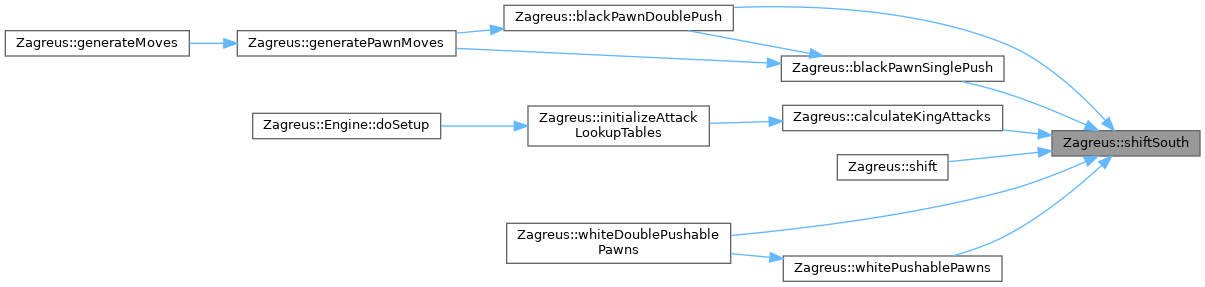 Zagreus::generateMoves
Zagreus::generatePawnMoves
Zagreus::blackPawnDoublePush
Zagreus::blackPawnSinglePush
Zagreus::Engine::doSetup
Zagreus::initializeAttack
LookupTables
Zagreus::calculateKingAttacks
Zagreus::shiftSouth
Zagreus::shift
Zagreus::whiteDoublePushable
Pawns
Zagreus::whitePushablePawns